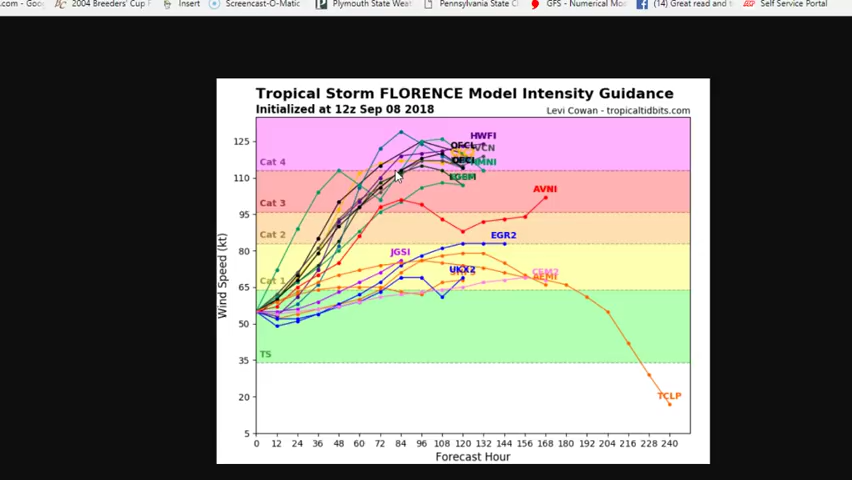 .com - Goo
2004 Breeders' Cup F
Insert
Screencast-O-Matic
Plymouth State Weat
Pennsylvania State C
GFS - Numerical Mo
(14) Great read and t
Self Service Portal
Tropical Storm FLORENCE Model Intensity Guidance
Initialized at 12z Sep 08 2018
Levi Cowan - tropicaltidbits.com
HWFI
OFCL
VCN
125
OFCI
HMNI
Cat 4
110
EGEM
AVNI
Cat 3
95
Cat 2
EGR2
80
JGSI
UKX2
CEM2
AEMI
Cat 1
65
50
TS
35
TCLP
20
5
Wind Speed (kt)
0 12 24 36 48 60 72 84 96 108 120 132 144 156 168 180 192 204 216 228 240
Forecast Hour